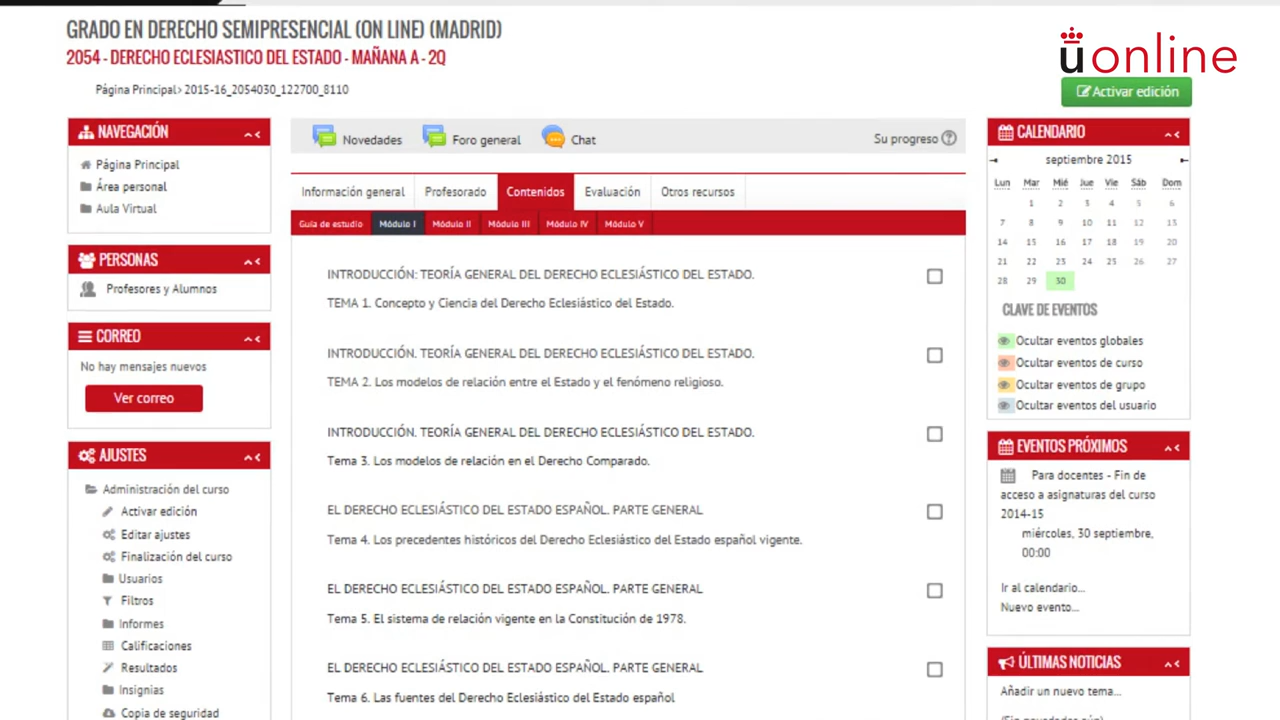 GRADO EN DERECHO SEMIPRESENCIAL (ON LINE) (MADRID)
2054 - DERECHO ECLESIASTICO DEL ESTADO - MAÑANA A - 2Q
üonline
Página Principal> 2015-16_2054030_122700_8110
Activar edición
NAVEGACIÓN
Página Principal
Área personal
Aula Virtual
PERSONAS
Profesores y Alumnos
CORREO
No hay mensajes nuevos
Ver correo
AJUSTES
Administración del curso
Activar edición
Editar ajustes
Finalización del curso
Usuarios
Filtros
Informes
Calificaciones
Resultados
Insignias
Copia de seguridad
Novedades Foro general Chat Su progreso
Información general Profesorado Contenidos Evaluación Otros recursos
Guía de estudio Módulo I Módulo II Módulo III Módulo IV Módulo V
INTRODUCCIÓN: TEORÍA GENERAL DEL DERECHO ECLESIÁSTICO DEL ESTADO.
TEMA 1. Concepto y Ciencia del Derecho Eclesiástico del Estado.
INTRODUCCIÓN. TEORÍA GENERAL DEL DERECHO ECLESIÁSTICO DEL ESTADO.
TEMA 2. Los modelos de relación entre el Estado y el fenómeno religioso.
INTRODUCCIÓN. TEORÍA GENERAL DEL DERECHO ECLESIÁSTICO DEL ESTADO.
Tema 3. Los modelos de relación en el Derecho Comparado.
EL DERECHO ECLESIÁSTICO DEL ESTADO ESPAÑOL. PARTE GENERAL
Tema 4. Los precedentes históricos del Derecho Eclesiástico del Estado español vigente.
EL DERECHO ECLESIÁSTICO DEL ESTADO ESPAÑOL. PARTE GENERAL
Tema 5. El sistema de relación vigente en la Constitución de 1978.
EL DERECHO ECLESIÁSTICO DEL ESTADO ESPAÑOL. PARTE GENERAL
Tema 6. Las fuentes del Derecho Eclesiástico del Estado español
CALENDARIO
septiembre 2015
Lun Mar Mié Jue Vie Sáb Dom
1 2 3 4 5 6
7 8 9 10 11 12 13
14 15 16 17 18 19 20
21 22 23 24 25 26 27
28 29 30
CLAVE DE EVENTOS
Ocultar eventos globales
Ocultar eventos de curso
Ocultar eventos de grupo
Ocultar eventos del usuario
EVENTOS PRÓXIMOS
Para docentes - Fin de
acceso a asignaturas del curso
2014-15
miércoles, 30 septiembre,
00:00
Ir al calendario...
Nuevo evento...
ÚLTIMAS NOTICIAS
Añadir un nuevo tema...